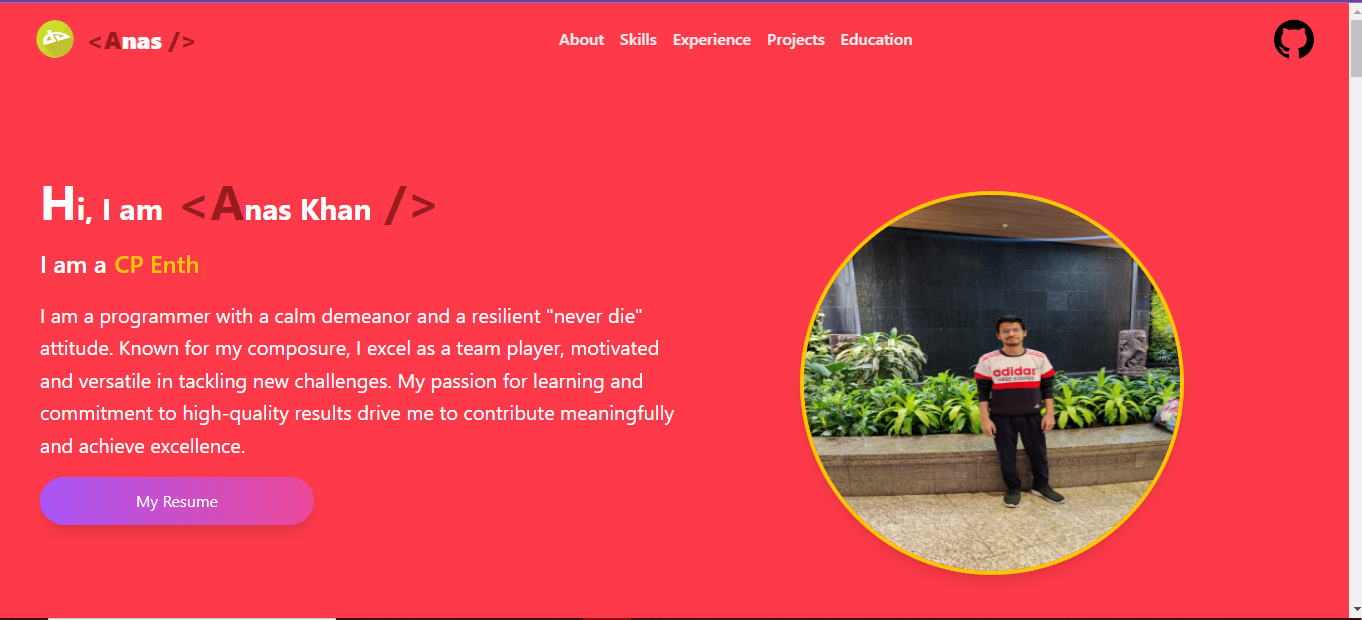 <Anas />
About Skills Experience Projects Education
Hi, I am <Anas Khan />
I am a CP Enth
I am a programmer with a calm demeanor and a resilient "never die"
attitude. Known for my composure, I excel as a team player, motivated
and versatile in tackling new challenges. My passion for learning and
commitment to high-quality results drive me to contribute meaningfully
and achieve excellence.
My Resume
adidas